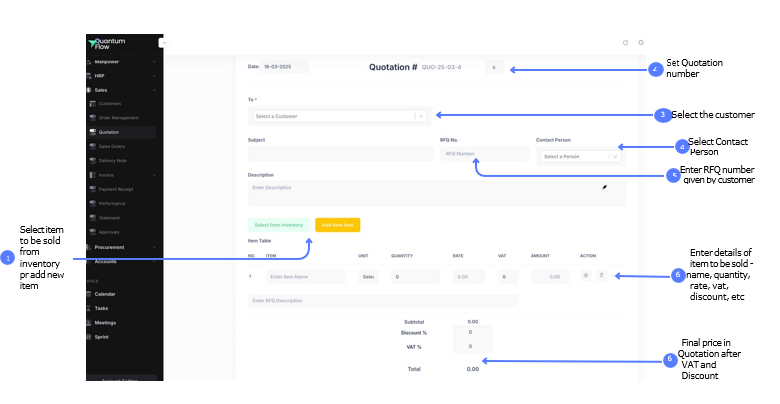 Quantum
Flow
Manpower
HRP
Sales
Customers
Order Management
Quotation
Sales Orders
Delivery Note
Invoice
Payment Receipt
Performance
Statement
Approvals
Procurement
Accounts
Calendar
Tasks
Meetings
Sprint
Date: 16-03-2025
Quotation # QUO-25-03-4
To *
Select a Customer
Subject
RFQ No.
RFQ Number
Contact Person
Select a Person
Description
Enter Description
Select from Inventory
Add New Item
Item Table
NO. ITEM UNIT QUANTITY RATE VAT AMOUNT ACTION
1 Enter Item Name Selec 0 0.00 0 0.00
Enter RFQ Description
Subtotal 0.00
Discount % 0
VAT % 0
Total 0.00
1
Select item
to be sold
from
inventory
pr add new
item
Set Quotation
number
3 Select the customer
Select Contact
Person
5 Enter RFQ number
given by customer
6 Enter details of
item to be sold -
name, quantity,
rate, vat,
discount, etc
6 Final price in
Quotation after
VAT and
Discount